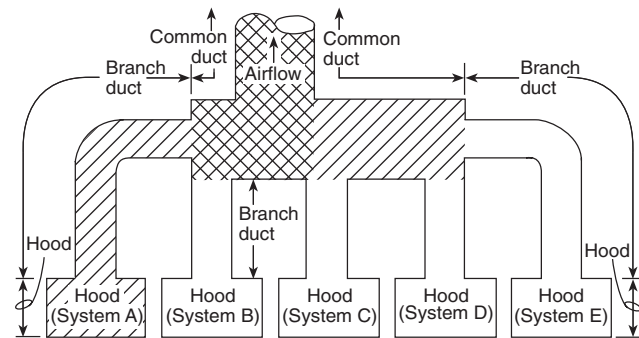 Common
duct
Common
duct
Branch
duct
Airflow
Branch
duct
Branch
duct
Hood
Hood
Hood
(System A)
Hood
(System B)
Hood
(System C)
Hood
(System D)
Hood
(System E)